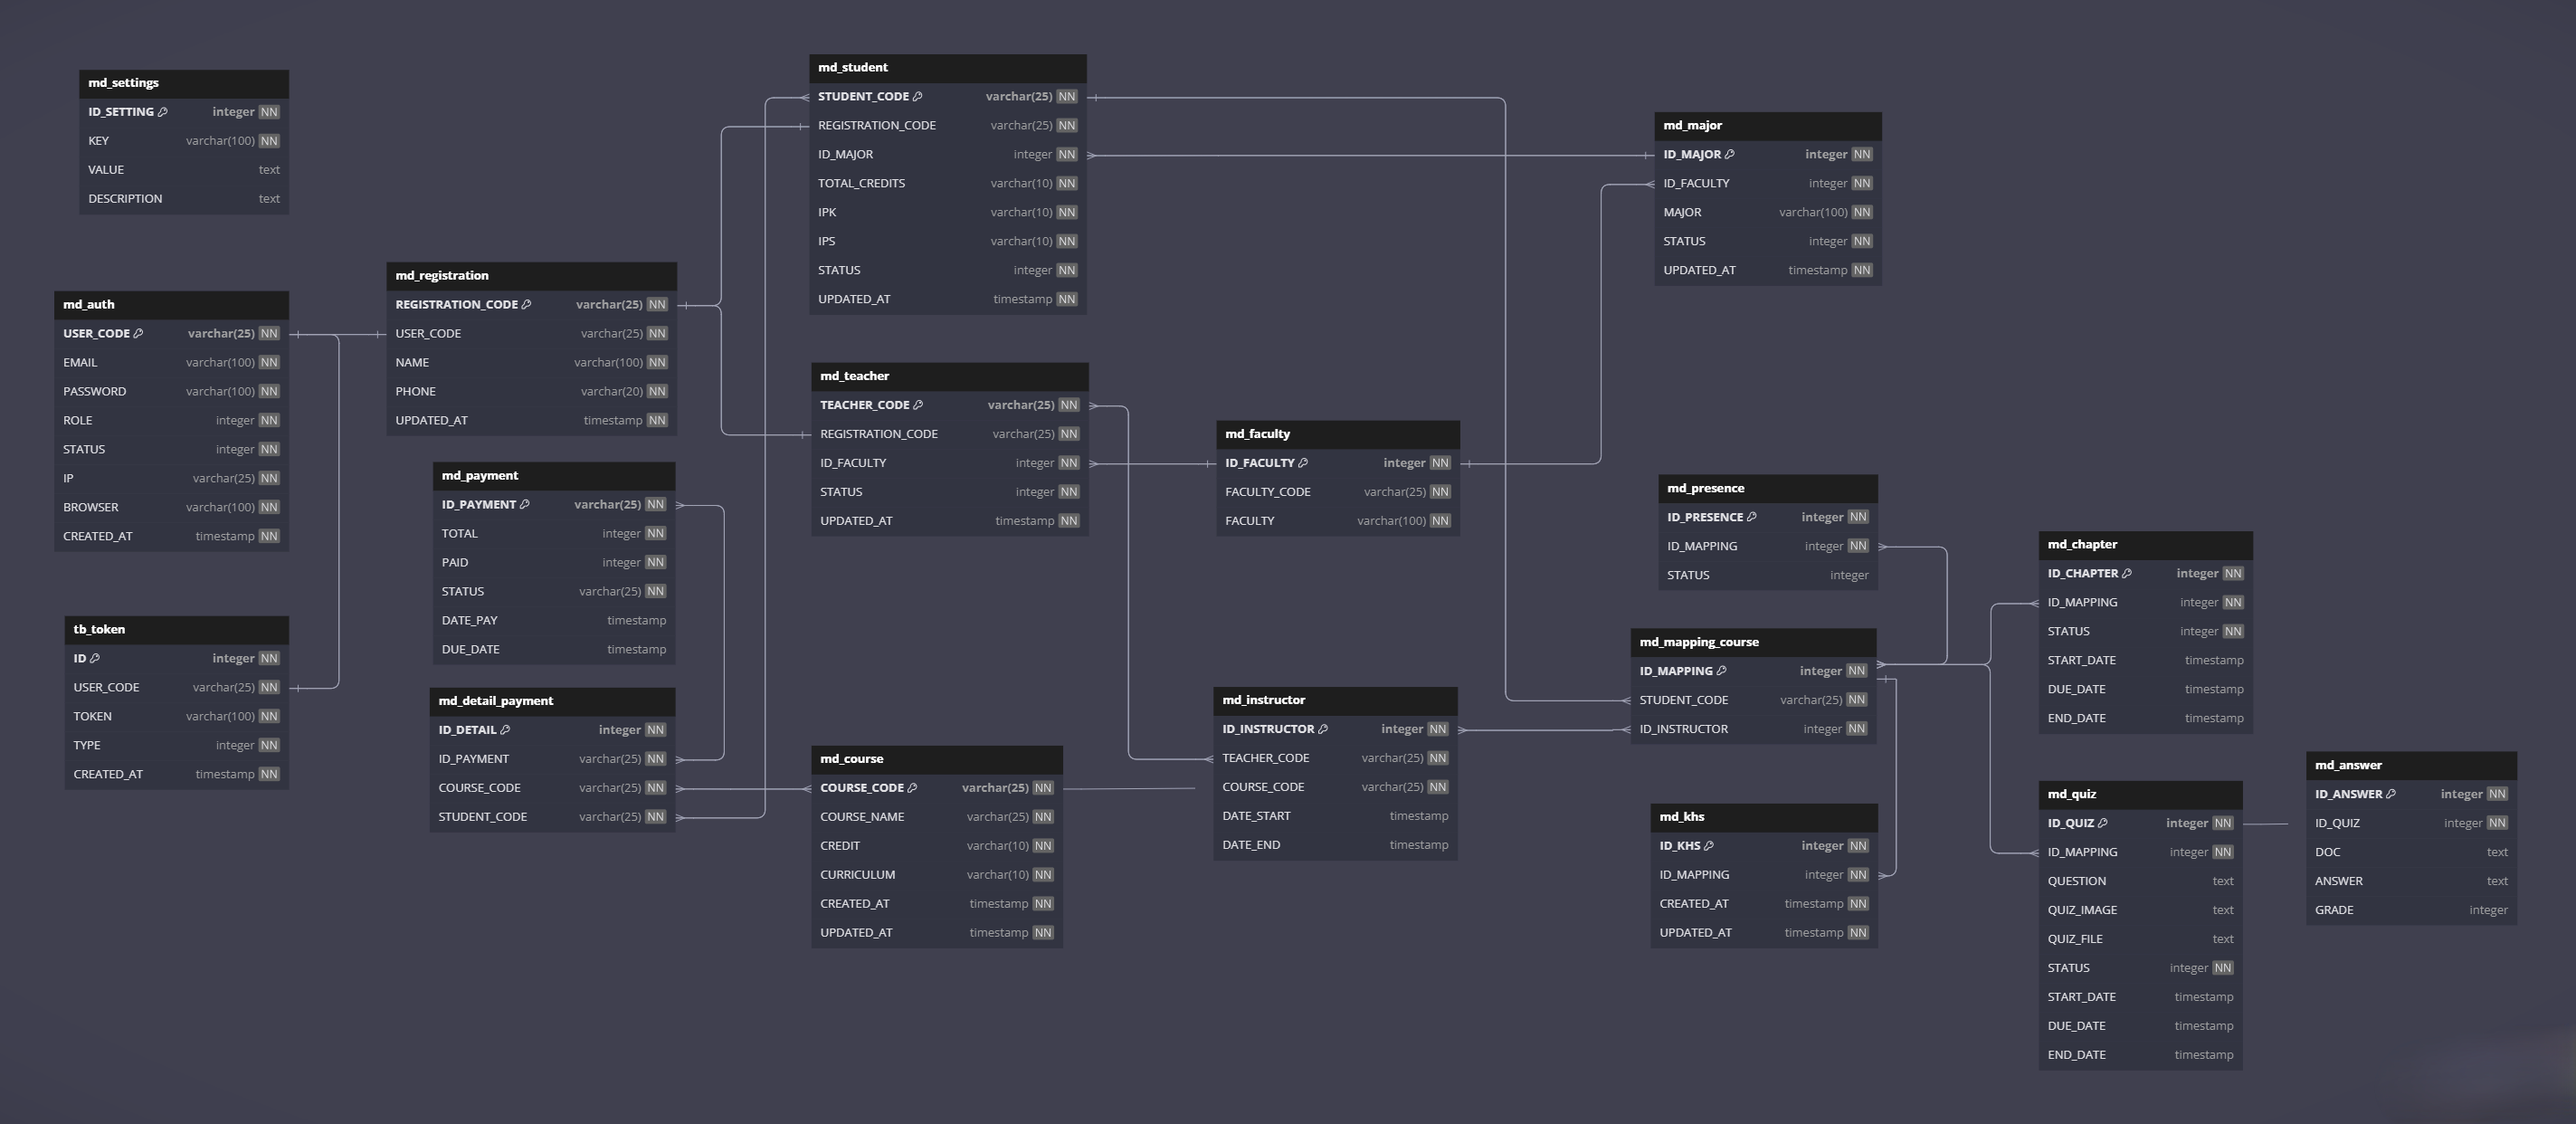 md_settings
ID_SETTING integer NN
KEY varchar(100) NN
VALUE text
DESCRIPTION text
md_auth
USER_CODE varchar(25) NN
EMAIL varchar(100) NN
PASSWORD varchar(100) NN
ROLE integer NN
STATUS integer NN
IP varchar(25) NN
BROWSER varchar(100) NN
CREATED_AT timestamp NN
tb_token
ID integer NN
USER_CODE varchar(25) NN
TOKEN varchar(100) NN
TYPE integer NN
CREATED_AT timestamp NN
md_registration
REGISTRATION_CODE varchar(25) NN
USER_CODE varchar(25) NN
NAME varchar(100) NN
PHONE varchar(20) NN
UPDATED_AT timestamp NN
md_payment
ID_PAYMENT varchar(25) NN
TOTAL integer NN
PAID integer NN
STATUS varchar(25) NN
DATE_PAY timestamp
DUE_DATE timestamp
md_detail_payment
ID_DETAIL integer NN
ID_PAYMENT varchar(25) NN
COURSE_CODE varchar(25) NN
STUDENT_CODE varchar(25) NN
md_student
STUDENT_CODE varchar(25) NN
REGISTRATION_CODE varchar(25) NN
ID_MAJOR integer NN
TOTAL_CREDITS varchar(10) NN
IPK varchar(10) NN
IPS varchar(10) NN
STATUS integer NN
UPDATED_AT timestamp NN
md_teacher
TEACHER_CODE varchar(25) NN
REGISTRATION_CODE varchar(25) NN
ID_FACULTY integer NN
STATUS integer NN
UPDATED_AT timestamp NN
md_course
COURSE_CODE varchar(25) NN
COURSE_NAME varchar(25) NN
CREDIT varchar(10) NN
CURRICULUM varchar(10) NN
CREATED_AT timestamp NN
UPDATED_AT timestamp NN
md_faculty
ID_FACULTY integer NN
FACULTY_CODE varchar(25) NN
FACULTY varchar(100) NN
md_instructor
ID_INSTRUCTOR integer NN
TEACHER_CODE varchar(25) NN
COURSE_CODE varchar(25) NN
DATE_START timestamp
DATE_END timestamp
md_major
ID_MAJOR integer NN
ID_FACULTY integer NN
MAJOR varchar(100) NN
STATUS integer NN
UPDATED_AT timestamp NN
md_presence
ID_PRESENCE integer NN
ID_MAPPING integer NN
STATUS integer
md_mapping_course
ID_MAPPING integer NN
STUDENT_CODE varchar(25) NN
ID_INSTRUCTOR integer NN
md_khs
ID_KHS integer NN
ID_MAPPING integer NN
CREATED_AT timestamp NN
UPDATED_AT timestamp NN
md_chapter
ID_CHAPTER integer NN
ID_MAPPING integer NN
STATUS integer NN
START_DATE timestamp
DUE_DATE timestamp
END_DATE timestamp
md_quiz
ID_QUIZ integer NN
ID_MAPPING integer NN
QUESTION text
QUIZ_IMAGE text
QUIZ_FILE text
STATUS integer NN
START_DATE timestamp
DUE_DATE timestamp
END_DATE timestamp
md_answer
ID_ANSWER integer NN
ID_QUIZ integer NN
DOC text
ANSWER text
GRADE integer